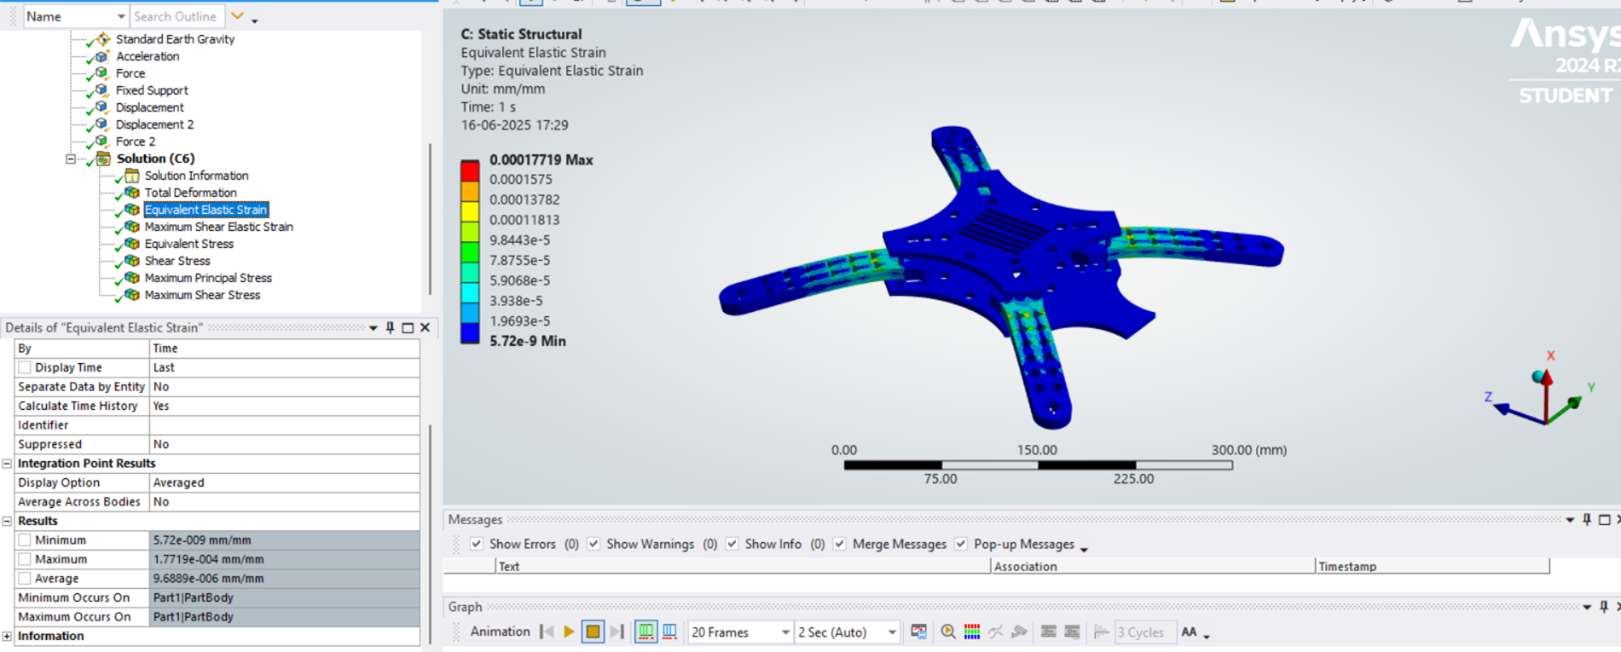 Name
Search Outline
Standard Earth Gravity
Acceleration
Force
Fixed Support
Displacement
Displacement 2
Force 2
Solution (C6)
Solution Information
Total Deformation
Equivalent Elastic Strain
Maximum Shear Elastic Strain
Equivalent Stress
Shear Stress
Maximum Principal Stress
Maximum Shear Stress
Details of "Equivalent Elastic Strain"
By Time
Display Time Last
Separate Data by Entity No
Calculate Time History Yes
Identifier
Suppressed No
Integration Point Results
Display Option Averaged
Average Across Bodies No
Results
Minimum 5.72e-009 mm/mm
Maximum 1.7719e-004 mm/mm
Average 9.6889e-006 mm/mm
Minimum Occurs On Part1|PartBody
Maximum Occurs On Part1|PartBody
Information
C: Static Structural
Equivalent Elastic Strain
Type: Equivalent Elastic Strain
Unit: mm/mm
Time: 1 s
16-06-2025 17:29
0.00017719 Max
0.0001575
0.00013782
0.00011813
9.8443e-5
7.8755e-5
5.9068e-5
3.938e-5
1.9693e-5
5.72e-9 Min
Ansys
2024 R2
STUDENT
X
Y
Z
0.00 150.00 300.00 (mm)
75.00 225.00
Messages
Show Errors (0) Show Warnings (0) Show Info (0) Merge Messages Pop-up Messages
Text Association Timestamp
Graph
Animation 20 Frames 2 Sec (Auto) 3 Cycles AA